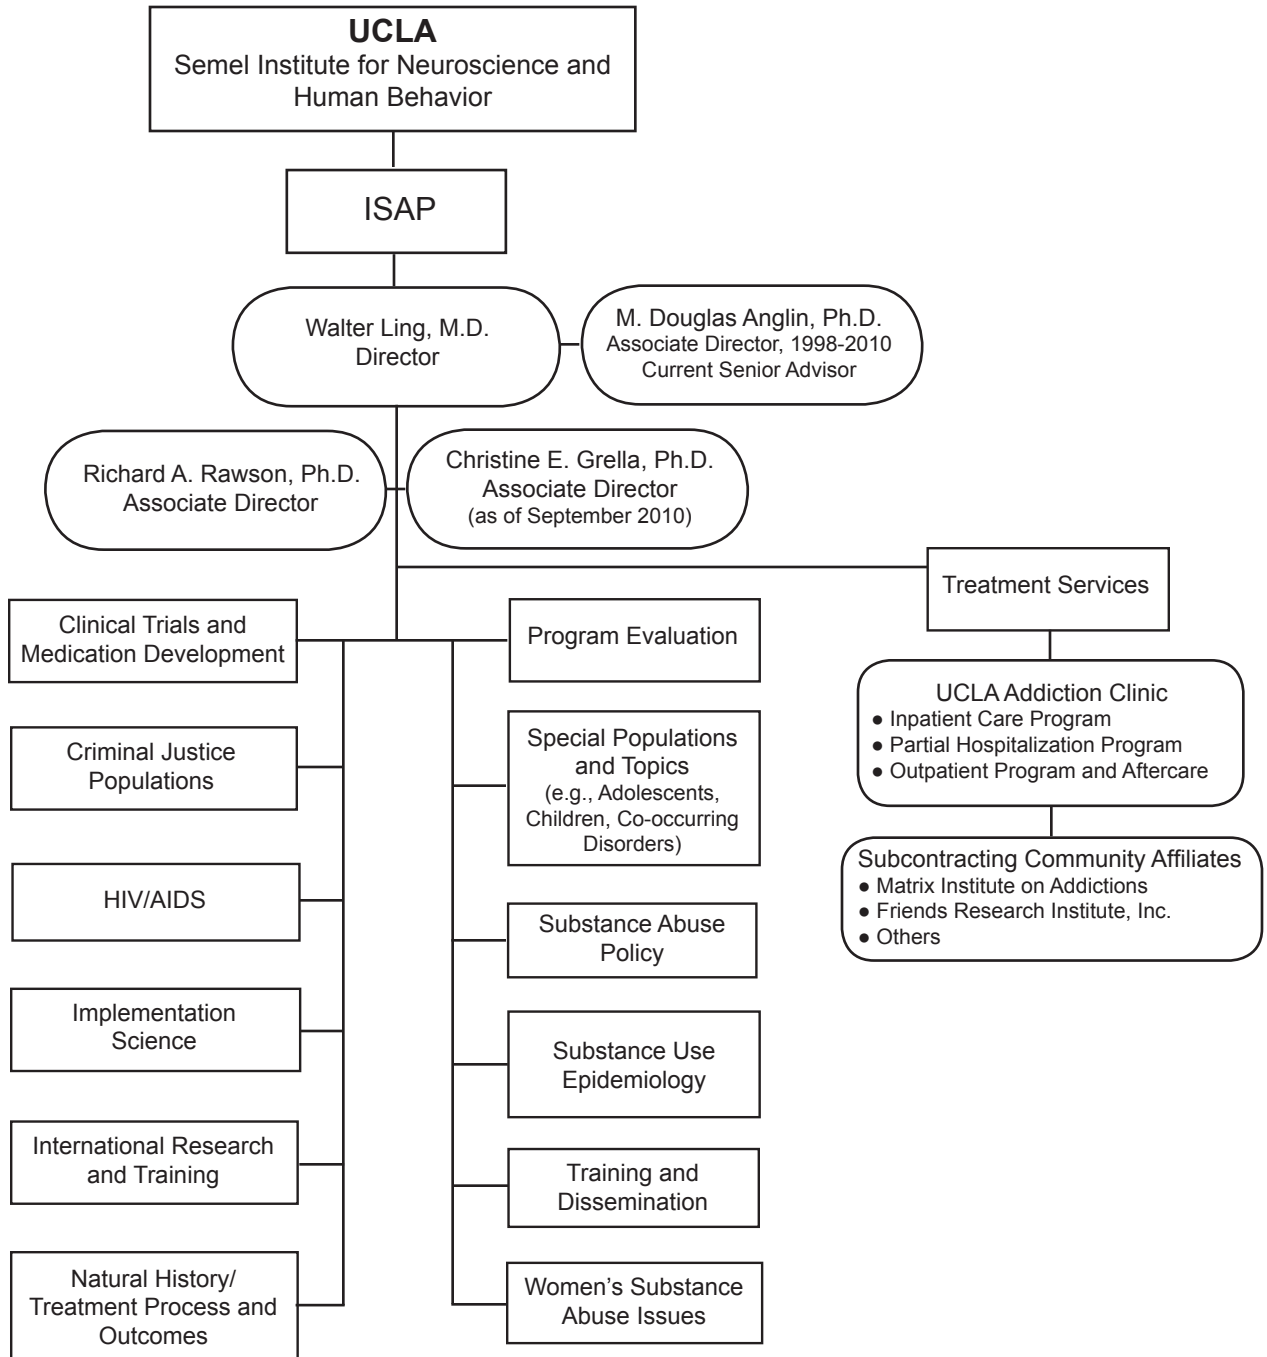 UCLA
Semel Institute for Neuroscience and
Human Behavior
ISAP
Walter Ling, M.D.
Director
M. Douglas Anglin, Ph.D.
Associate Director, 1998-2010
Current Senior Advisor
Richard A. Rawson, Ph.D.
Associate Director
Christine E. Grella, Ph.D.
Associate Director
(as of September 2010)
Clinical Trials and
Medication Development
Criminal Justice
Populations
HIV/AIDS
Implementation
Science
International Research
and Training
Natural History/
Treatment Process and
Outcomes
Program Evaluation
Special Populations
and Topics
(e.g., Adolescents,
Children, Co-occurring
Disorders)
Substance Abuse
Policy
Substance Use
Epidemiology
Training and
Dissemination
Women’s Substance
Abuse Issues
Treatment Services
UCLA Addiction Clinic
● Inpatient Care Program
● Partial Hospitalization Program
● Outpatient Program and Aftercare
Subcontracting Community Affiliates
● Matrix Institute on Addictions
● Friends Research Institute, Inc.
● Others